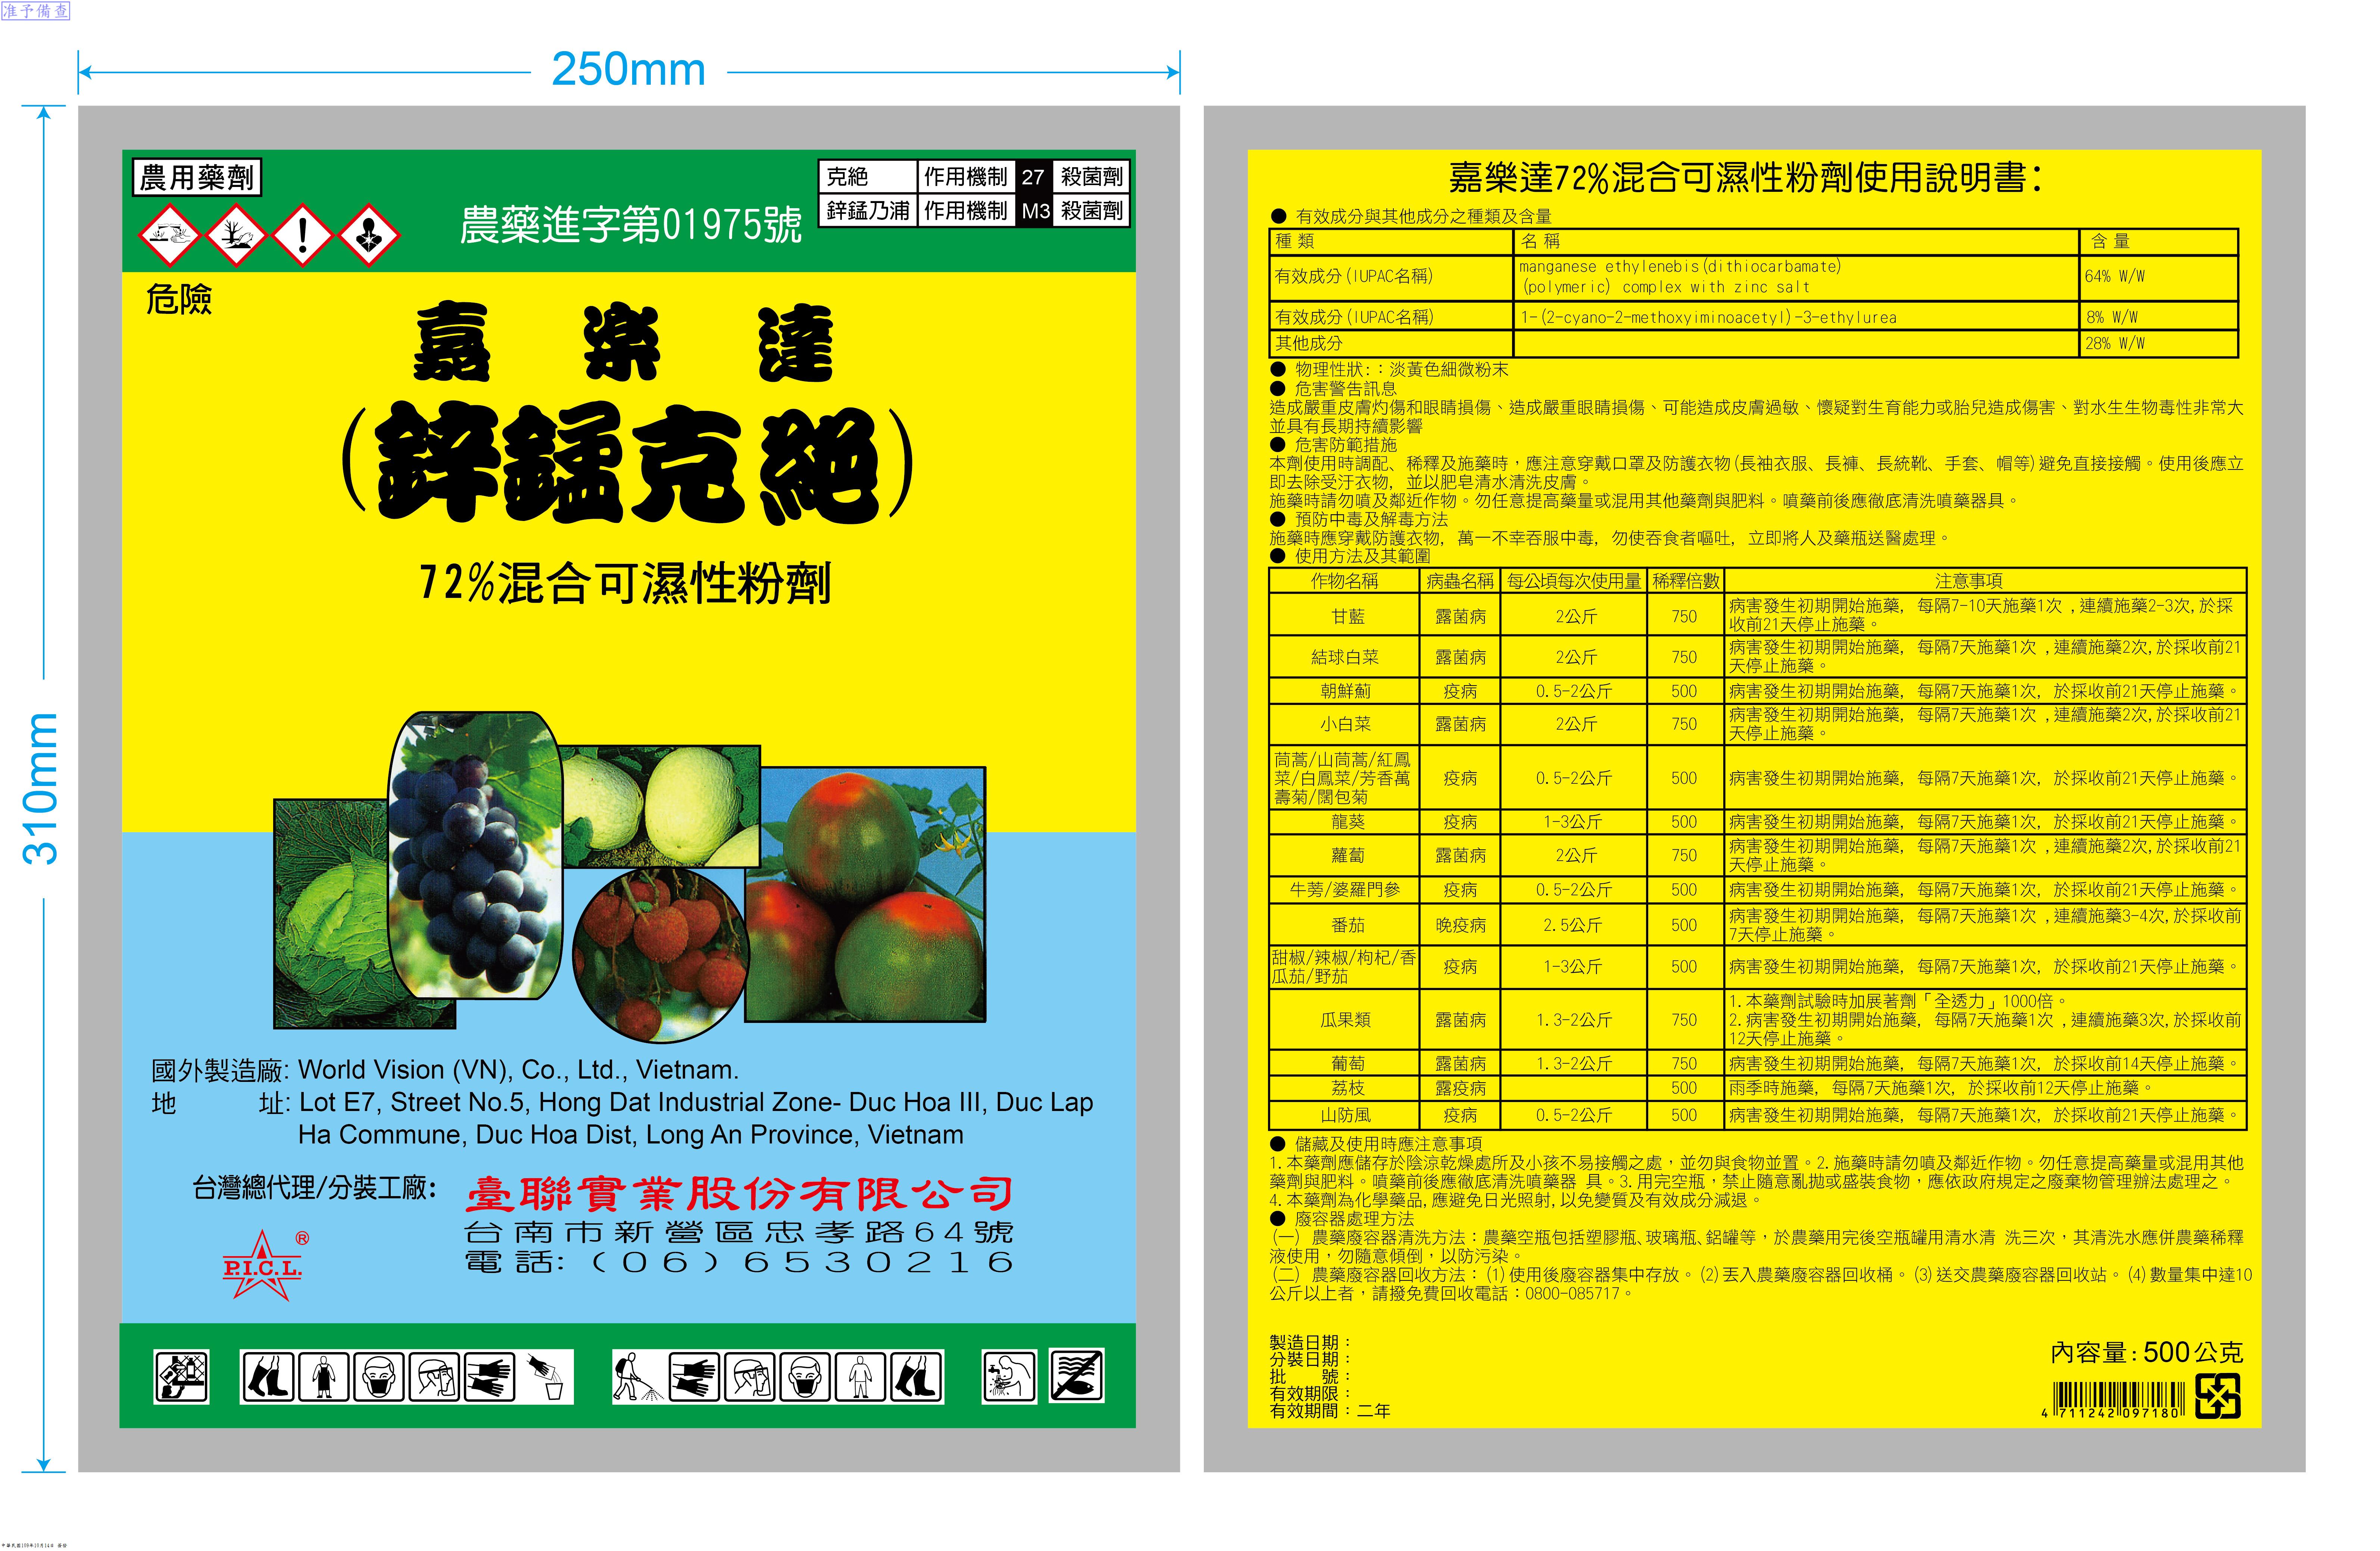 准予備查
250mm
310mm
農用藥劑
農藥進字第01975號
克絕 作用機制 27 殺菌劑
鋅錳乃浦 作用機制 M3 殺菌劑
危險
嘉樂達
(鋅錳克絕)
72%混合可濕性粉劑
國外製造廠: World Vision (VN), Co., Ltd., Vietnam.
地 址: Lot E7, Street No.5, Hong Dat Industrial Zone- Duc Hoa III, Duc Lap
Ha Commune, Duc Hoa Dist, Long An Province, Vietnam
台灣總代理/分裝工廠: 臺聯實業股份有限公司
台南市新營區忠孝路64號
電話:(06)6530216
P.I.C.L. ®
嘉樂達72%混合可濕性粉劑使用說明書:
● 有效成分與其他成分之種類及含量
種類 名稱 含量
有效成分(IUPAC名稱) manganese ethylenebis(dithiocarbamate)
(polymeric) complex with zinc salt 64% W/W
有效成分(IUPAC名稱) 1-(2-cyano-2-methoxyiminoacetyl)-3-ethylurea 8% W/W
其他成分 28% W/W
● 物理性狀:：淡黃色細微粉末
● 危害警告訊息
造成嚴重皮膚灼傷和眼睛損傷、造成嚴重眼睛損傷、可能造成皮膚過敏、懷疑對生育能力或胎兒造成傷害、對水生生物毒性非常大
並具有長期持續影響
● 危害防範措施
本劑使用時調配、稀釋及施藥時，應注意穿戴口罩及防護衣物(長袖衣服、長褲、長統靴、手套、帽等)避免直接接觸。使用後應立
即去除受汙衣物, 並以肥皂清水清洗皮膚。
施藥時請勿噴及鄰近作物。勿任意提高藥量或混用其他藥劑與肥料。噴藥前後應徹底清洗噴藥器具。
● 預防中毒及解毒方法
施藥時應穿戴防護衣物, 萬一不幸吞服中毒, 勿使吞食者嘔吐, 立即將人及藥瓶送醫處理。
● 使用方法及其範圍
作物名稱 病蟲名稱 每公頃每次使用量 稀釋倍數 注意事項
甘藍 露菌病 2公斤 750 病害發生初期開始施藥, 每隔7-10天施藥1次 ,連續施藥2-3次,於採
收前21天停止施藥。
結球白菜 露菌病 2公斤 750 病害發生初期開始施藥, 每隔7天施藥1次 ,連續施藥2次,於採收前21
天停止施藥。
朝鮮薊 疫病 0.5-2公斤 500 病害發生初期開始施藥, 每隔7天施藥1次, 於採收前21天停止施藥。
小白菜 露菌病 2公斤 750 病害發生初期開始施藥, 每隔7天施藥1次 ,連續施藥2次,於採收前21
天停止施藥。
茼蒿/山茼蒿/紅鳳
菜/白鳳菜/芳香萬
壽菊/闊包菊 疫病 0.5-2公斤 500 病害發生初期開始施藥, 每隔7天施藥1次, 於採收前21天停止施藥。
龍葵 疫病 1-3公斤 500 病害發生初期開始施藥, 每隔7天施藥1次, 於採收前21天停止施藥。
蘿蔔 露菌病 2公斤 750 病害發生初期開始施藥, 每隔7天施藥1次 ,連續施藥2次,於採收前21
天停止施藥。
牛蒡/婆羅門參 疫病 0.5-2公斤 500 病害發生初期開始施藥, 每隔7天施藥1次, 於採收前21天停止施藥。
番茄 晚疫病 2.5公斤 500 病害發生初期開始施藥, 每隔7天施藥1次 ,連續施藥3-4次,於採收前
7天停止施藥。
甜椒/辣椒/枸杞/香
瓜茄/野茄 疫病 1-3公斤 500 病害發生初期開始施藥, 每隔7天施藥1次, 於採收前21天停止施藥。
瓜果類 露菌病 1.3-2公斤 750 1.本藥劑試驗時加展著劑「全透力」1000倍。
2.病害發生初期開始施藥, 每隔7天施藥1次 ,連續施藥3次,於採收前
12天停止施藥。
葡萄 露菌病 1.3-2公斤 750 病害發生初期開始施藥, 每隔7天施藥1次, 於採收前14天停止施藥。
荔枝 露疫病 500 雨季時施藥, 每隔7天施藥1次, 於採收前12天停止施藥。
山防風 疫病 0.5-2公斤 500 病害發生初期開始施藥, 每隔7天施藥1次, 於採收前21天停止施藥。
● 儲藏及使用時應注意事項
1.本藥劑應儲存於陰涼乾燥處所及小孩不易接觸之處，並勿與食物並置。2.施藥時請勿噴及鄰近作物。勿任意提高藥量或混用其他
藥劑與肥料。噴藥前後應徹底清洗噴藥器 具。3.用完空瓶，禁止隨意亂拋或盛裝食物，應依政府規定之廢棄物管理辦法處理之。
4.本藥劑為化學藥品,應避免日光照射,以免變質及有效成分減退。
● 廢容器處理方法
(一) 農藥廢容器清洗方法：農藥空瓶包括塑膠瓶､玻璃瓶､鋁罐等，於農藥用完後空瓶罐用清水清 洗三次，其清洗水應併農藥稀釋
液使用，勿隨意傾倒，以防污染。
(二) 農藥廢容器回收方法：(1)使用後廢容器集中存放。(2)丟入農藥廢容器回收桶。(3)送交農藥廢容器回收站。(4)數量集中達10
公斤以上者，請撥免費回收電話：0800-085717。
製造日期：
分裝日期：
批 號：
有效期限：
有效期間：二年
內容量: 500公克
4 711242 097180